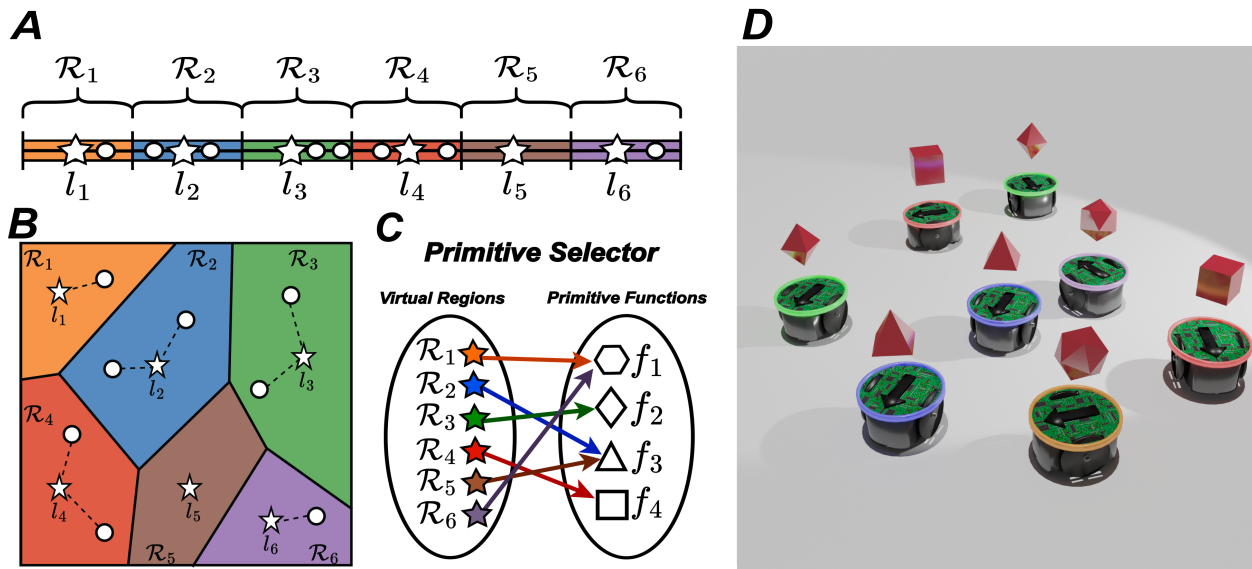 A
ℛ₁ ℛ₂ ℛ₃ ℛ₄ ℛ₅ ℛ₆
l₁ l₂ l₃ l₄ l₅ l₆
B
ℛ₁ ℛ₂ ℛ₃
l₁ l₂ l₃
ℛ₄
l₄ l₅ l₆
ℛ₅ ℛ₆
C
Primitive Selector
Virtual Regions Primitive Functions
ℛ₁ f₁
ℛ₂
ℛ₃ f₂
ℛ₄ f₃
ℛ₅
ℛ₆ f₄
D